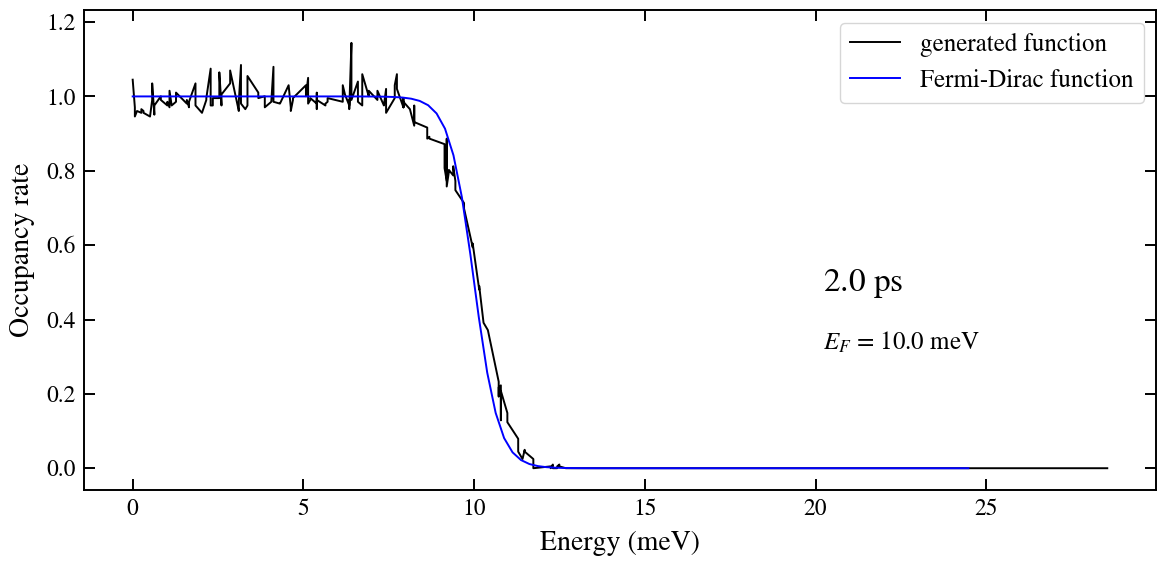 generated function
Fermi-Dirac function
1.2
1.0
0.8
0.6
0.4
0.2
0.0
Occupancy rate
2.0 ps
E_F = 10.0 meV
0 5 10 15 20 25
Energy (meV)